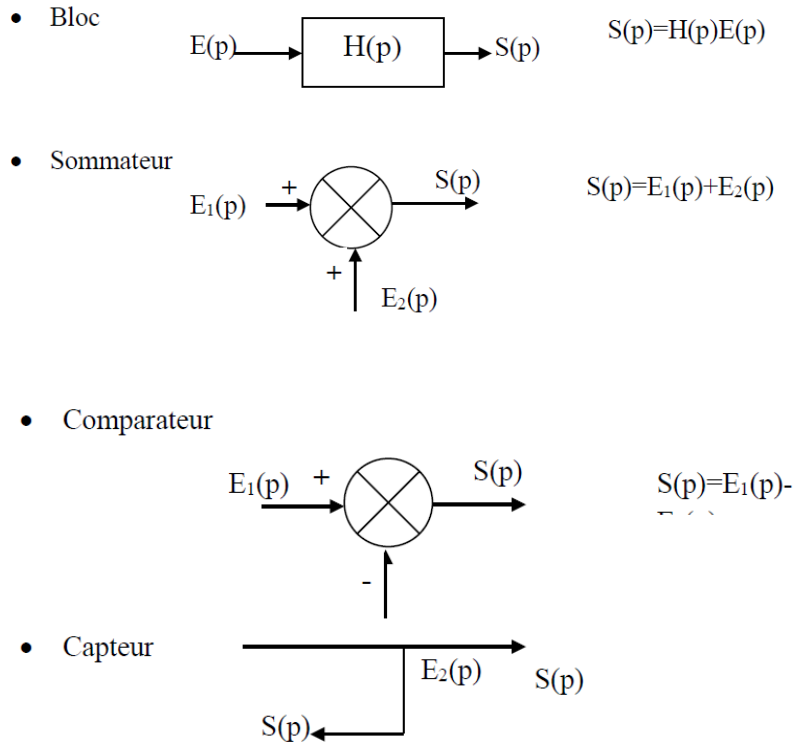 • Bloc
E(p) H(p) S(p) S(p)=H(p)E(p)
• Sommateur
E₁(p) + S(p) S(p)=E₁(p)+E₂(p)
+
E₂(p)
• Comparateur
E₁(p) + S(p) S(p)=E₁(p)-
-
• Capteur
E₂(p) S(p)
S(p)